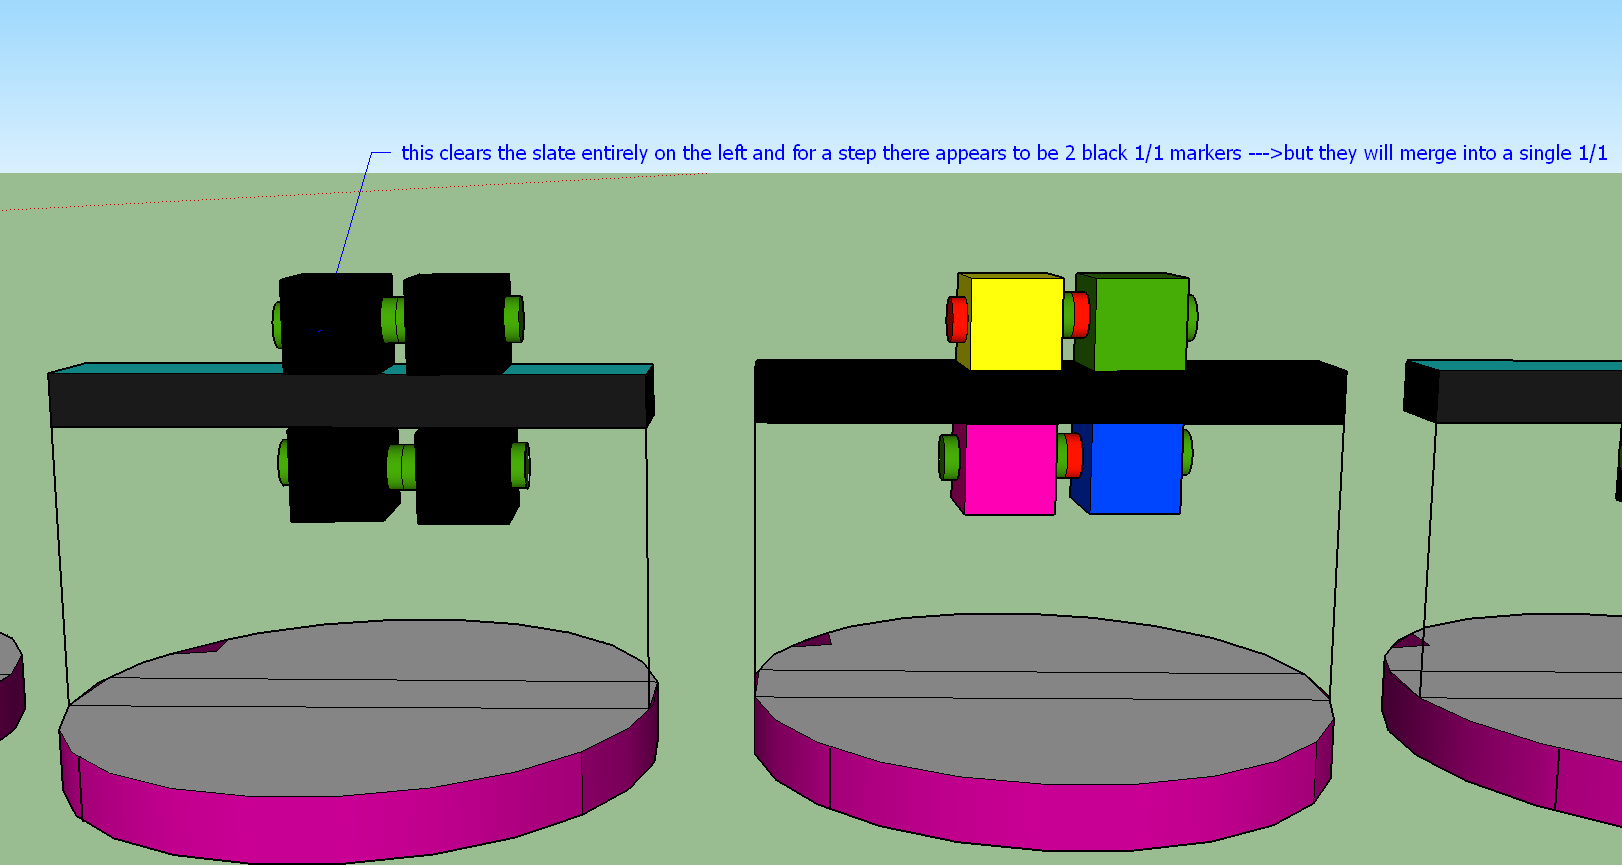 this clears the slate entirely on the left and for a step there appears to be 2 black 1/1 markers --->but they will merge into a single 1/1